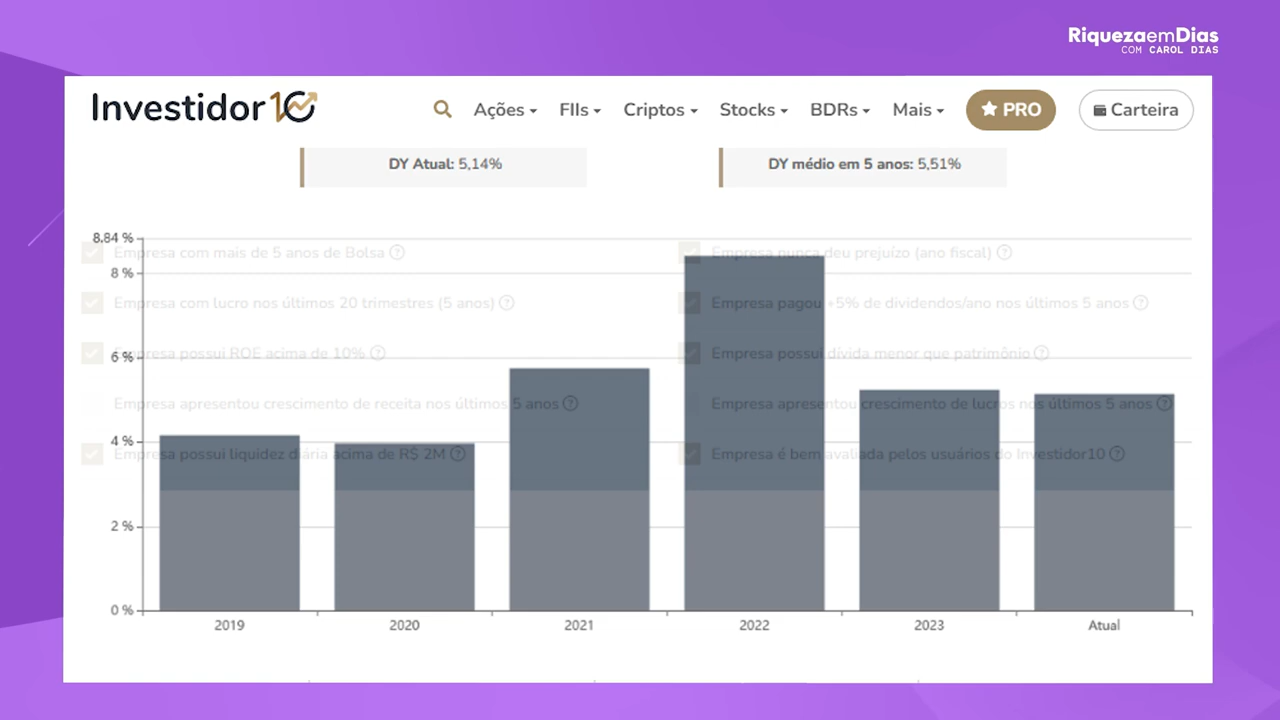 RiquezaemDias
COM CAROL DIAS
Investidor10
Ações
FIIs
Criptos
Stocks
BDRs
Mais
PRO
Carteira
DY Atual: 5,14%
DY médio em 5 anos: 5,51%
8.84 %
8 %
6 %
4 %
2 %
0 %
Empresa com mais de 5 anos de Bolsa
Empresa nunca deu prejuízo (ano fiscal)
Empresa com lucro nos últimos 20 trimestres (5 anos)
Empresa pagou +5% de dividendos/ano nos últimos 5 anos
Empresa possui ROE acima de 10%
Empresa possui dívida menor que patrimônio
Empresa apresentou crescimento de receita nos últimos 5 anos
Empresa apresentou crescimento de lucros nos últimos 5 anos
Empresa possui liquidez diária acima de R$ 2M
Empresa é bem avaliada pelos usuários do Investidor10
2019
2020
2021
2022
2023
Atual